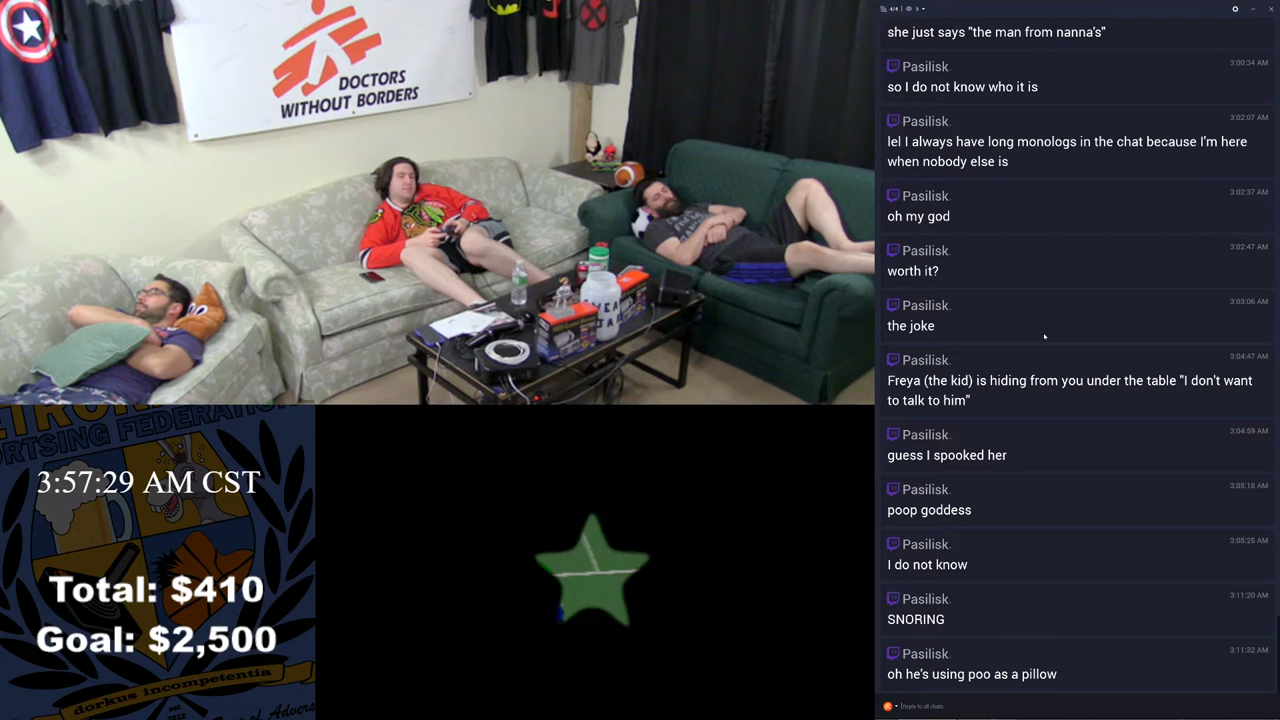 DOCTORS
WITHOUT BORDERS
3:57:29 AM CST
Total: $410
Goal: $2,500
dorkus incompetentia
4/4
3
she just says "the man from nanna's"
Pasilisk
3:00:34 AM
so I do not know who it is
Pasilisk
3:02:07 AM
lel I always have long monologs in the chat because I'm here
when nobody else is
Pasilisk
3:02:37 AM
oh my god
Pasilisk
3:02:47 AM
worth it?
Pasilisk
3:03:06 AM
the joke
Pasilisk
3:04:47 AM
Freya (the kid) is hiding from you under the table "I don't want
to talk to him"
Pasilisk
3:04:59 AM
guess I spooked her
Pasilisk
3:05:18 AM
poop goddess
Pasilisk
3:05:25 AM
I do not know
Pasilisk
3:11:20 AM
SNORING
Pasilisk
3:11:32 AM
oh he's using poo as a pillow
Reply to all chats